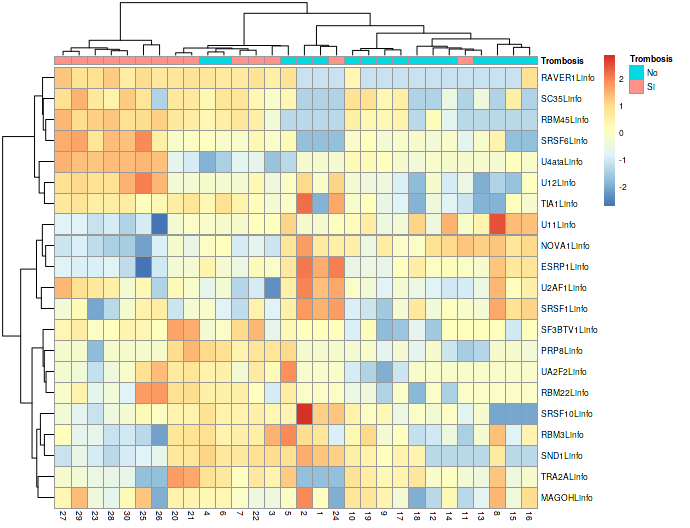 Trombosis
Trombosis
No
Si
RAVER1Linfo
SC35Linfo
RBM45Linfo
SRSF6Linfo
U4ataLinfo
U12Linfo
TIA1Linfo
U11Linfo
NOVA1Linfo
ESRP1Linfo
U2AF1Linfo
SRSF1Linfo
SF3BTV1Linfo
PRP8Linfo
UA2F2Linfo
RBM22Linfo
SRSF10Linfo
RBM3Linfo
SND1Linfo
TRA2ALinfo
MAGOHLinfo
2
1
0
-1
-2
27 29 23 28 30 25 26 20 21 4 6 7 22 3 5 2 1 24 10 19 9 17 18 12 14 11 13 8 15 16